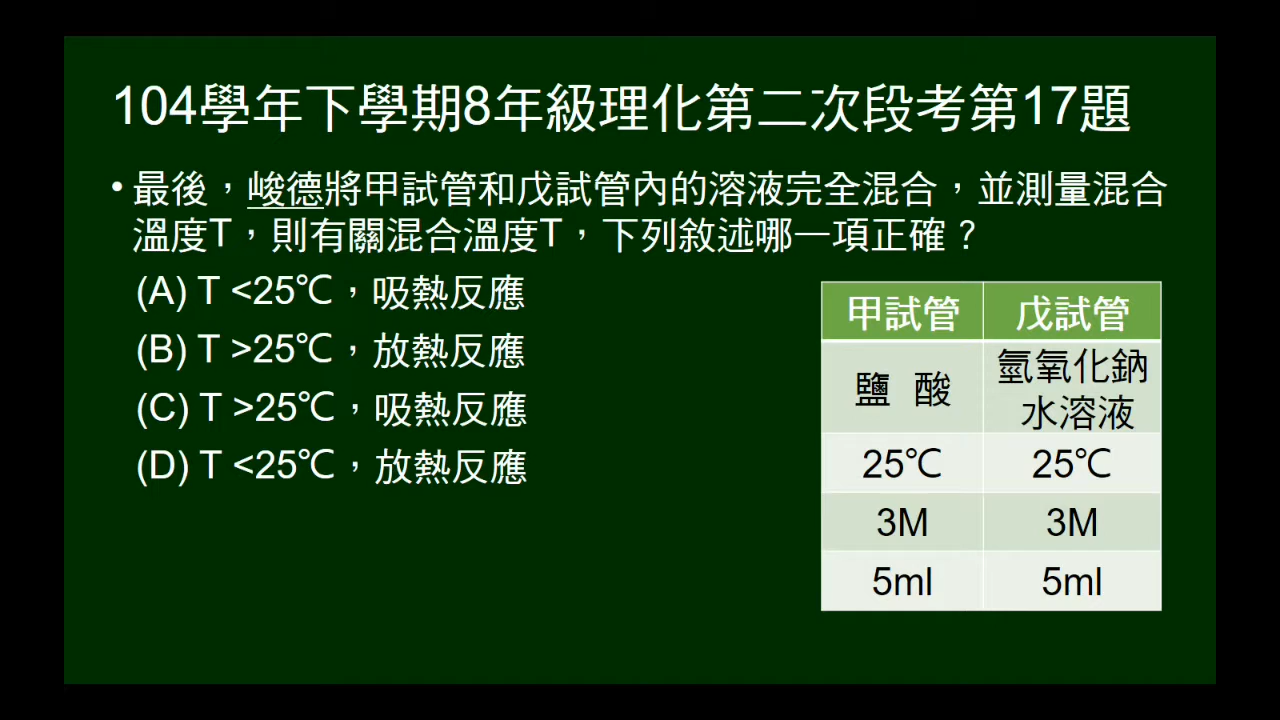 104學年下學期8年級理化第二次段考第17題
•最後，峻德將甲試管和戊試管內的溶液完全混合，並測量混合
溫度T，則有關混合溫度T，下列敘述哪一項正確？
(A) T <25℃，吸熱反應
(B) T >25℃，放熱反應
(C) T >25℃，吸熱反應
(D) T <25℃，放熱反應
甲試管 戊試管
鹽 酸 氫氧化鈉
水溶液
25℃ 25℃
3M 3M
5ml 5ml